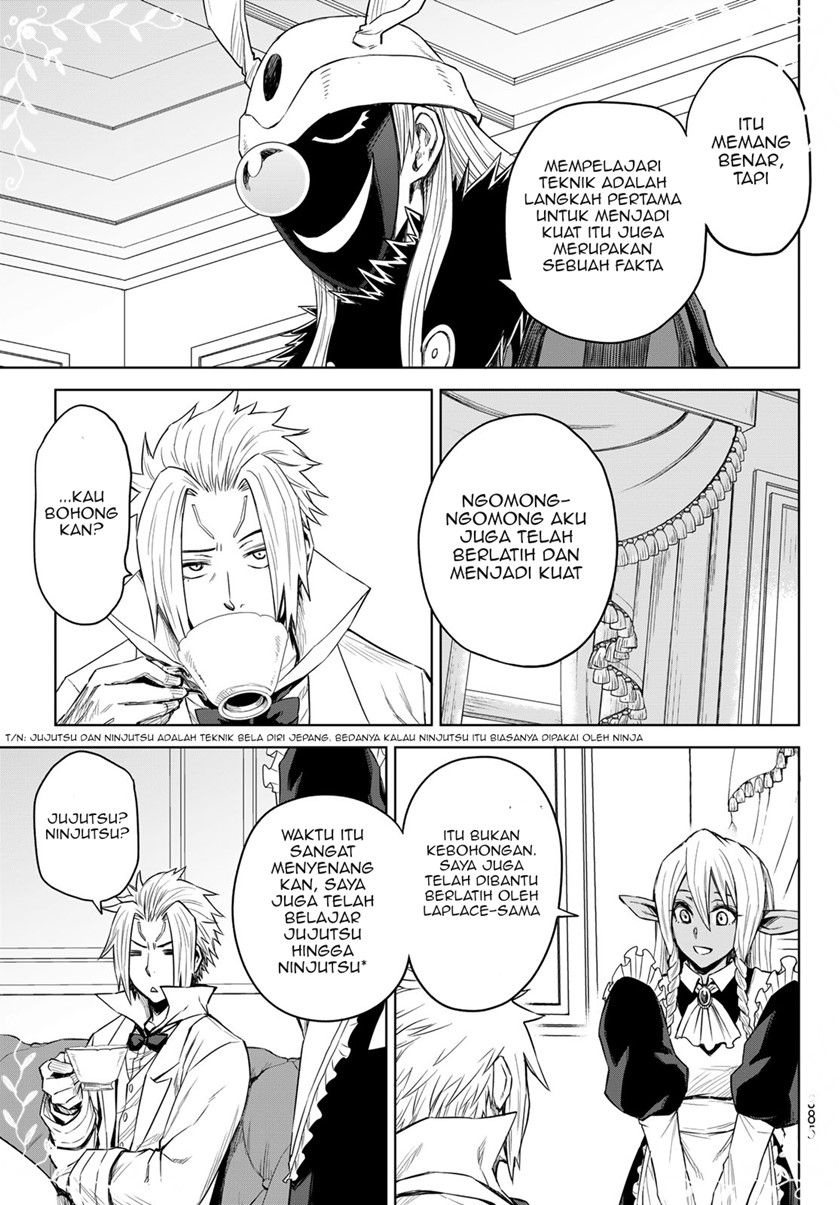 ITU
MEMANG
BENAR,
TAPI
MEMPELAJARI
TEKNIK ADALAH
LANGKAH PERTAMA
UNTUK MENJADI
KUAT ITU JUGA
MERUPAKAN
SEBUAH FAKTA
NGOMONG-
NGOMONG AKU
JUGA TELAH
BERLATIH DAN
MENJADI KUAT
...KAU
BOHONG
KAN?
T/N: JUJUTSU DAN NINJUTSU ADALAH TEKNIK BELA DIRI JEPANG. BEDANYA KALAU NINJUTSU ITU BIASANYA DIPAKAI OLEH NINJA
ITU BUKAN
KEBOHONGAN.
SAYA JUGA
TELAH DIBANTU
BERLATIH OLEH
LAPLACE-SAMA
WAKTU ITU
SANGAT
MENYENANG
KAN, SAYA
JUGA TELAH
BELAJAR
JUJUTSU
HINGGA
NINJUTSU*
JUJUTSU?
NINJUTSU?